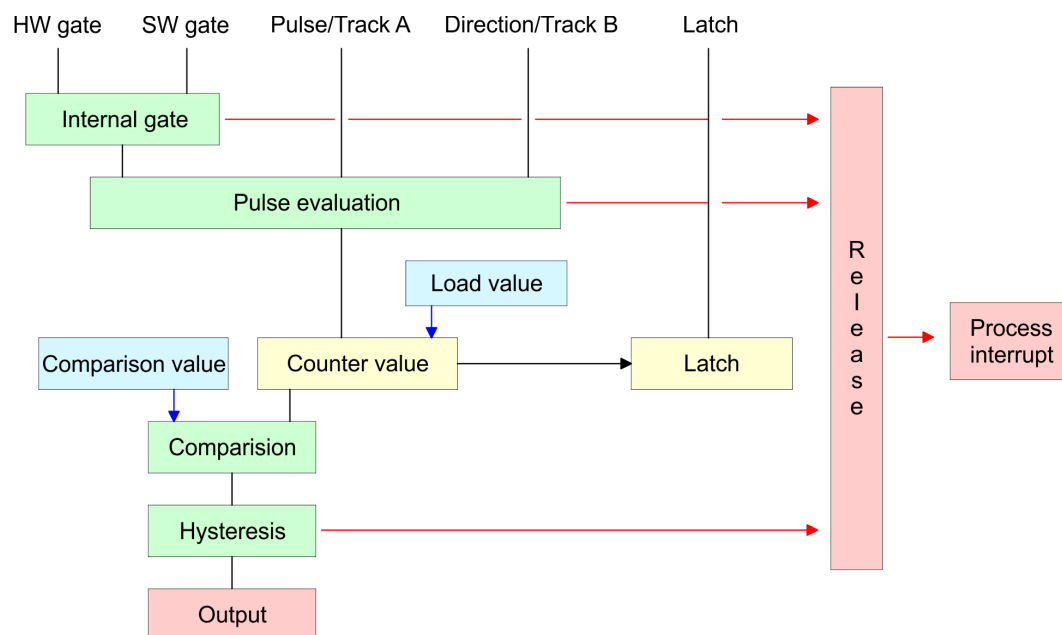 HW gate
SW gate
Pulse/Track A
Direction/Track B
Latch
Internal gate
Pulse evaluation
Load value
Comparison value
Counter value
Latch
Release
Process
interrupt
Comparision
Hysteresis
Output